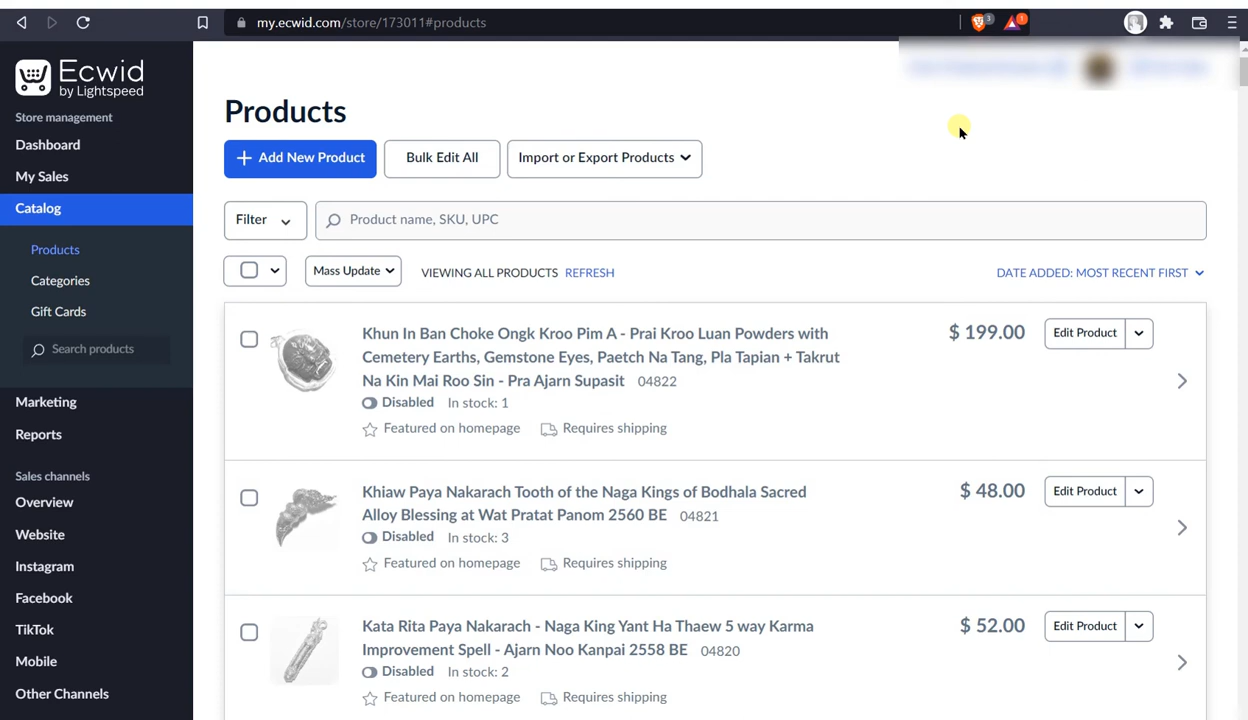 my.ecwid.com/store/173011#products
3
1
Ecwid
by Lightspeed
Store management
Dashboard
My Sales
Catalog
Products
Categories
Gift Cards
Search products
Marketing
Reports
Sales channels
Overview
Website
Instagram
Facebook
TikTok
Mobile
Other Channels
Products
+ Add New Product
Bulk Edit All
Import or Export Products
Filter
Product name, SKU, UPC
Mass Update
VIEWING ALL PRODUCTS REFRESH
DATE ADDED: MOST RECENT FIRST
Khun In Ban Choke Ongk Kroo Pim A - Prai Kroo Luan Powders with
Cemetery Earths, Gemstone Eyes, Paetch Na Tang, Pla Tapian + Takrut
Na Kin Mai Roo Sin - Pra Ajarn Supasit 04822
Disabled In stock: 1
Featured on homepage Requires shipping
$ 199.00
Edit Product
Khiaw Paya Nakarach Tooth of the Naga Kings of Bodhala Sacred
Alloy Blessing at Wat Pratat Panom 2560 BE 04821
Disabled In stock: 3
Featured on homepage Requires shipping
$ 48.00
Edit Product
Kata Rita Paya Nakarach - Naga King Yant Ha Thaew 5 way Karma
Improvement Spell - Ajarn Noo Kanpai 2558 BE 04820
Disabled In stock: 2
Featured on homepage Requires shipping
$ 52.00
Edit Product